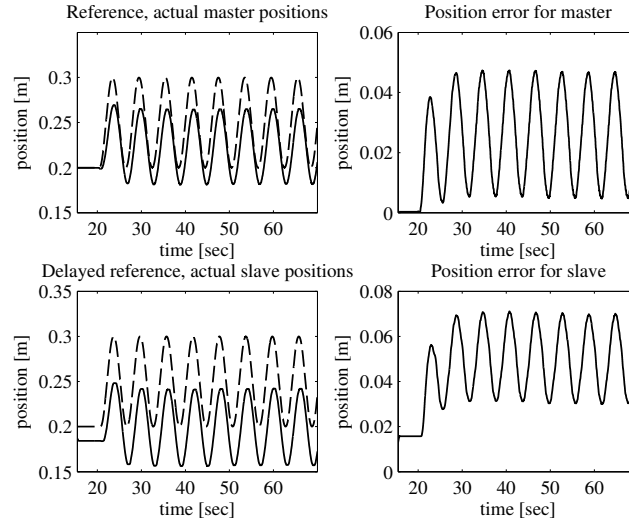 Reference, actual master positions
position [m]
0.3
0.2
0.15
20 30 40 50 60
time [sec]
Position error for master
position [m]
0.06
0.04
0.02
0
20 30 40 50 60
time [sec]
Delayed reference, actual slave positions
position [m]
0.3
0.25
0.2
0.15
20 30 40 50 60
time [sec]
Position error for slave
position [m]
0.08
0.06
0.04
0.02
0
20 30 40 50 60
time [sec]